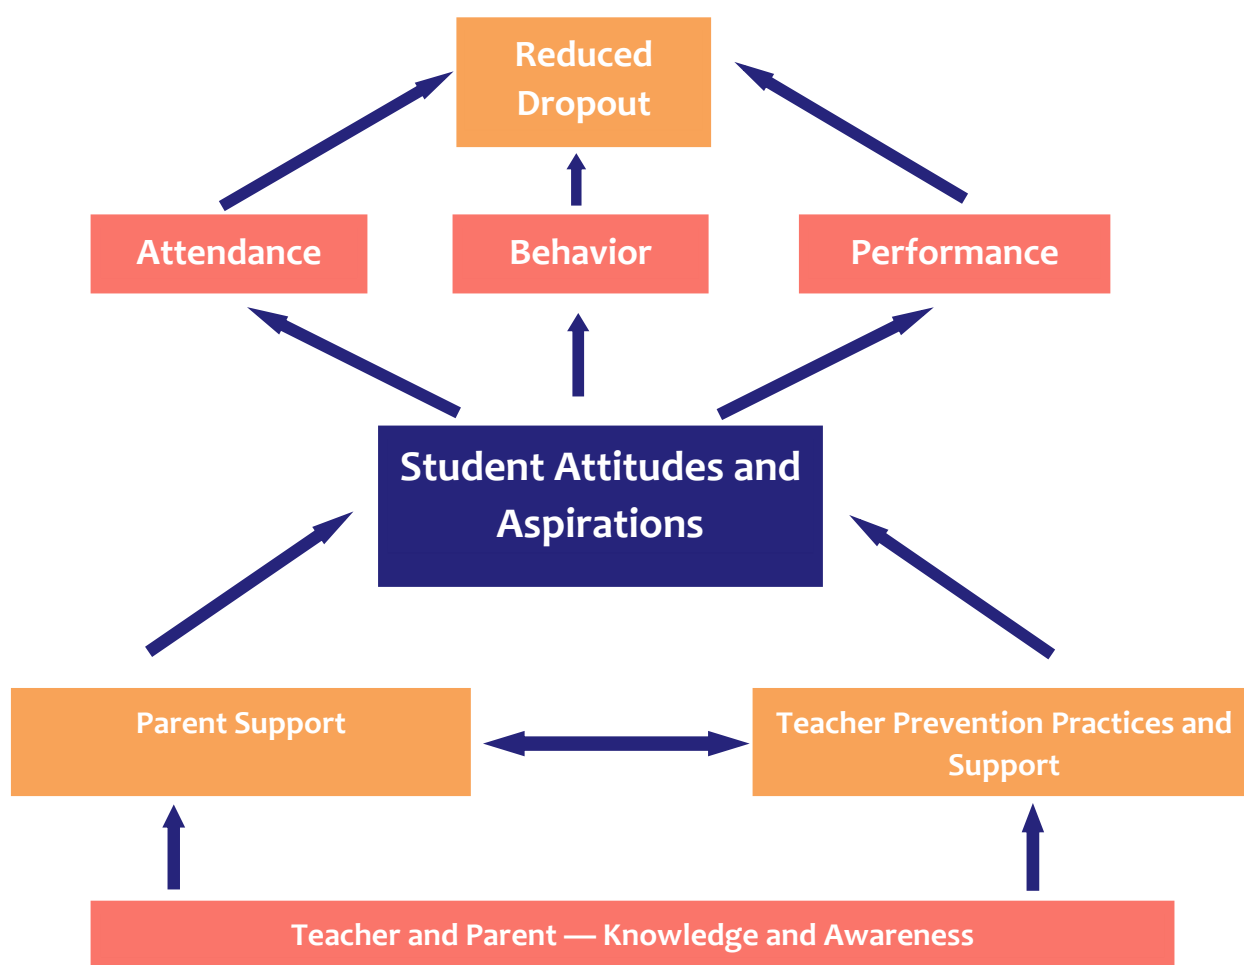 Reduced
Dropout
Attendance
Behavior
Performance
Student Attitudes and
Aspirations
Parent Support
Teacher Prevention Practices and
Support
Teacher and Parent — Knowledge and Awareness